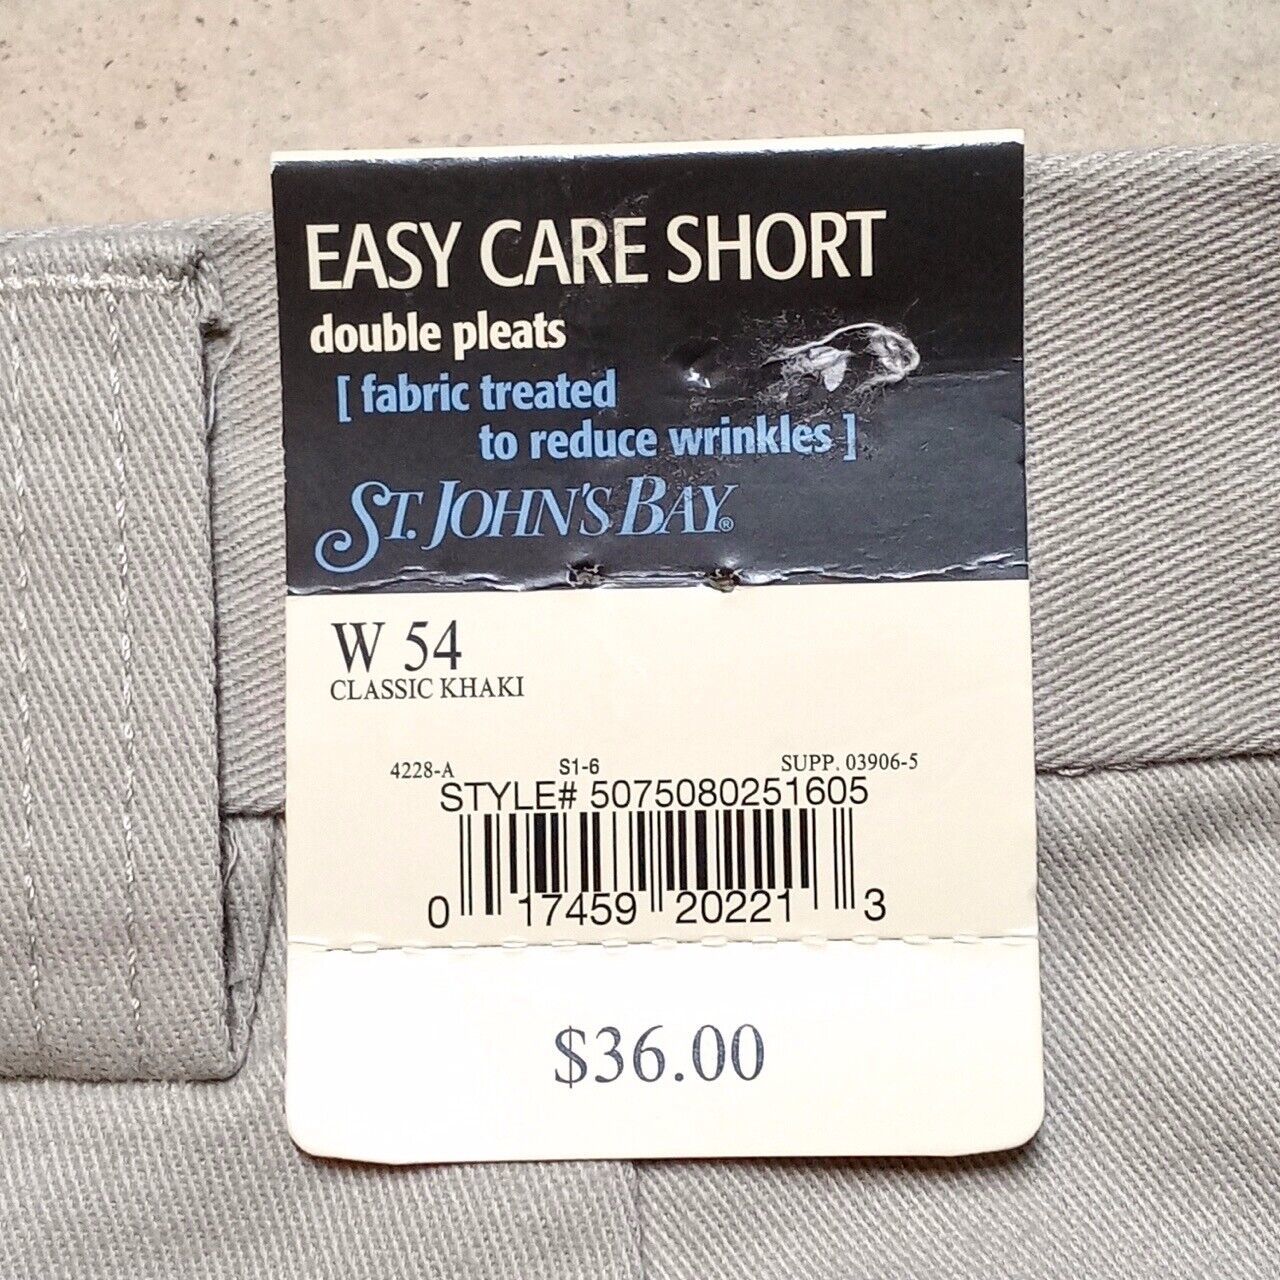 EASY CARE SHORT
double pleats
[ fabric treated
to reduce wrinkles ]
ST. JOHN'S BAY®
W 54
CLASSIC KHAKI
4228-A S1-6 SUPP. 03906-5
STYLE# 5075080251605
0 17459 20221 3
$36.00